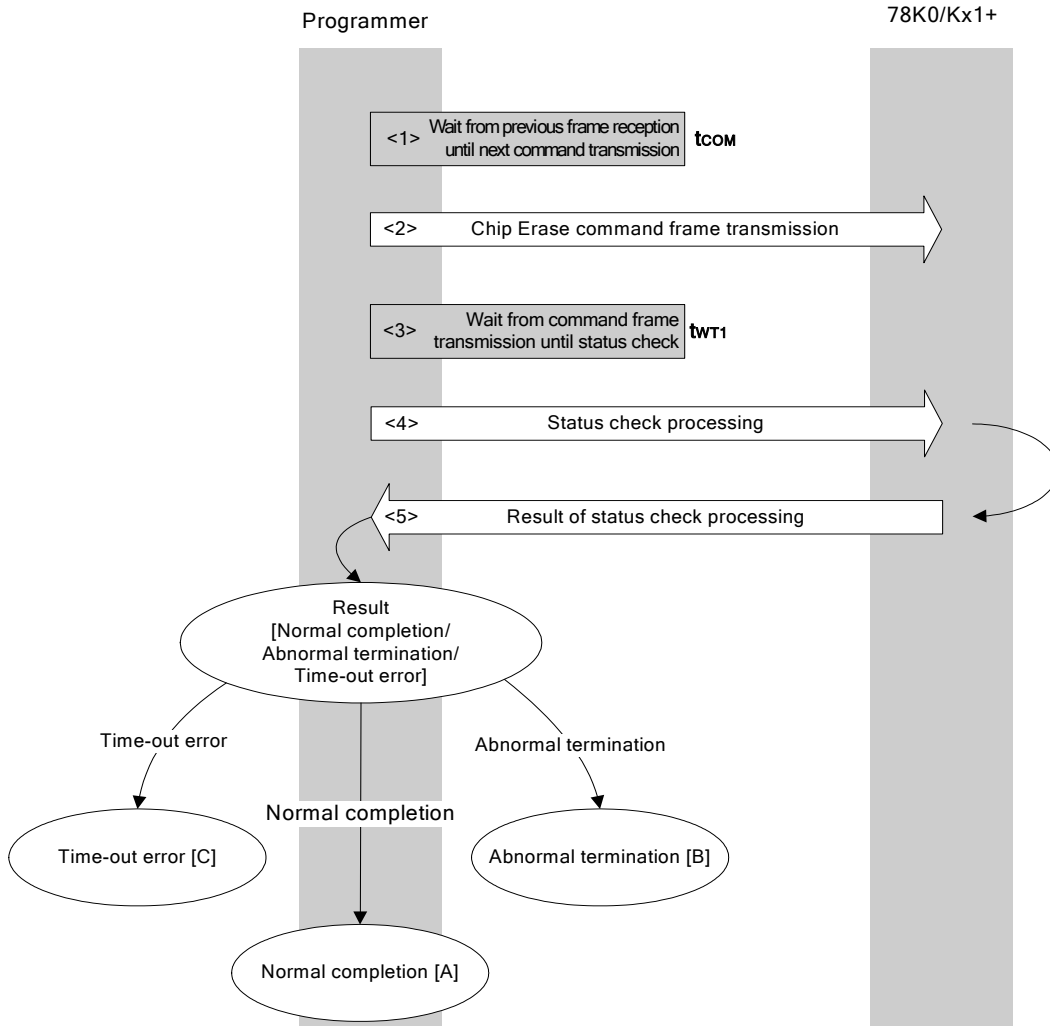 Programmer
78K0/Kx1+
<1> Wait from previous frame reception
until next command transmission
tCOM
<2> Chip Erase command frame transmission
<3> Wait from command frame
transmission until status check
tWT1
<4> Status check processing
<5> Result of status check processing
Result
[Normal completion/
Abnormal termination/
Time-out error]
Time-out error
Abnormal termination
Normal completion
Time-out error [C]
Abnormal termination [B]
Normal completion [A]